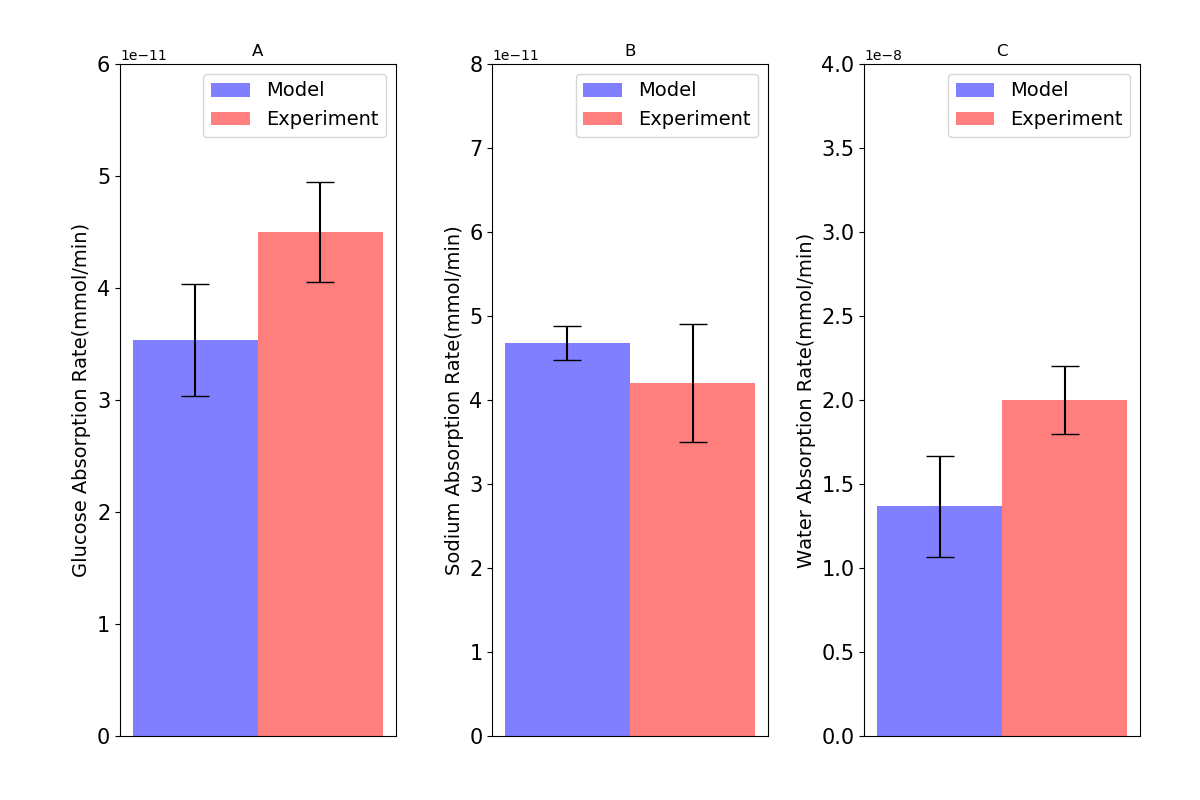 A
1e−11
6
5
4
3
2
1
0
Glucose Absorption Rate(mmol/min)
Model
Experiment
B
1e−11
8
7
6
5
4
3
2
1
0
Sodium Absorption Rate(mmol/min)
Model
Experiment
C
1e−8
4.0
3.5
3.0
2.5
2.0
1.5
1.0
0.5
0.0
Water Absorption Rate(mmol/min)
Model
Experiment